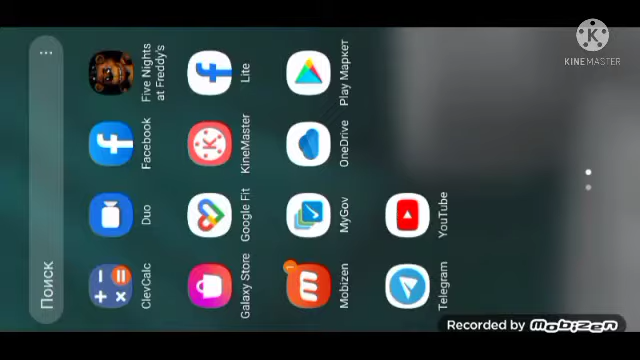 Поиск
ClevCalc
Duo
Facebook
Five Nights
at Freddy's
Galaxy Store
Google Fit
KineMaster
Lite
Mobizen
MyGov
OneDrive
Play Маркет
Telegram
YouTube
KINEMASTER
Recorded by Mobizen